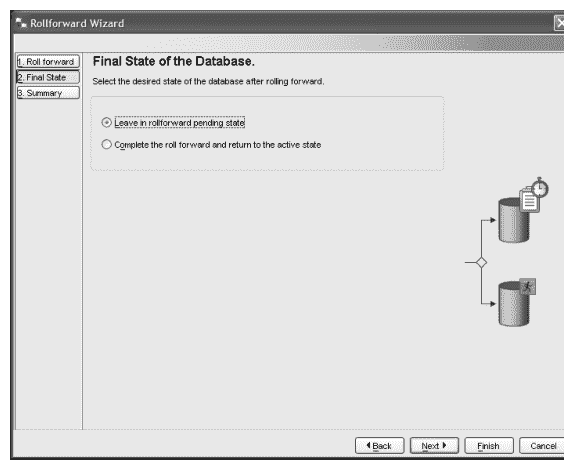 Rollforward Wizard
1. Roll forward
2. Final State
3. Summary
Final State of the Database.
Select the desired state of the database after rolling forward.
Leave in rollforward pending state
Complete the roll forward and return to the active state
Back
Next
Finish
Cancel